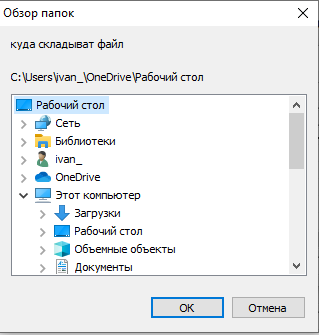 Обзор папок
куда складыват файл
C:\Users\ivan_\OneDrive\Рабочий стол
Рабочий стол
Сеть
Библиотеки
ivan_
OneDrive
Этот компьютер
Загрузки
Рабочий стол
Объемные объекты
Документы
ОК
Отмена